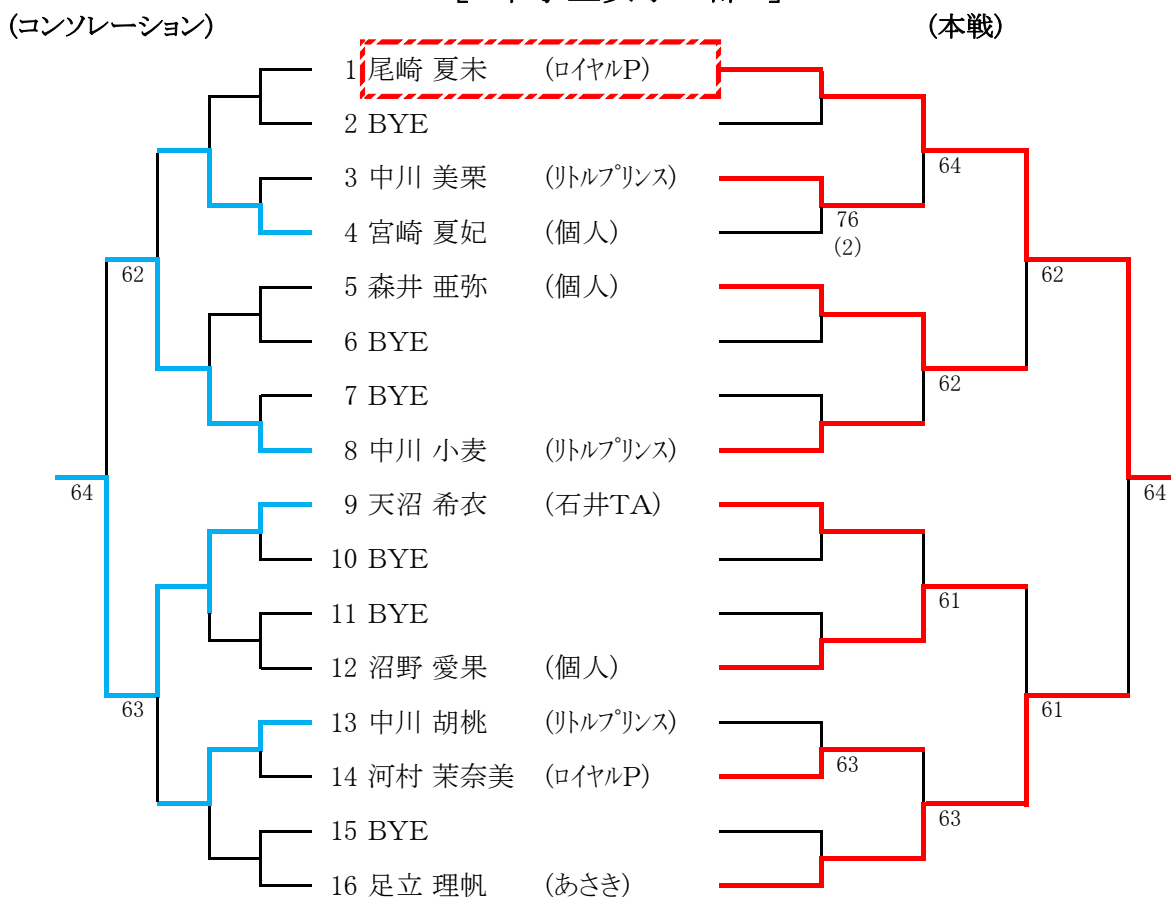 (コンソレーション) (本戦)
1 尾崎 夏未 (ロイヤルP)
2 BYE
64
3 中川 美栗 (リトルプリンス)
76
4 宮崎 夏妃 (個人)
(2)
62 62
5 森井 亜弥 (個人)
6 BYE
62
7 BYE
8 中川 小麦 (リトルプリンス)
64 64
9 天沼 希衣 (石井TA)
10 BYE
61
11 BYE
12 沼野 愛果 (個人)
63 61
13 中川 胡桃 (リトルプリンス)
63
14 河村 茉奈美 (ロイヤルP)
63
15 BYE
16 足立 理帆 (あさき)